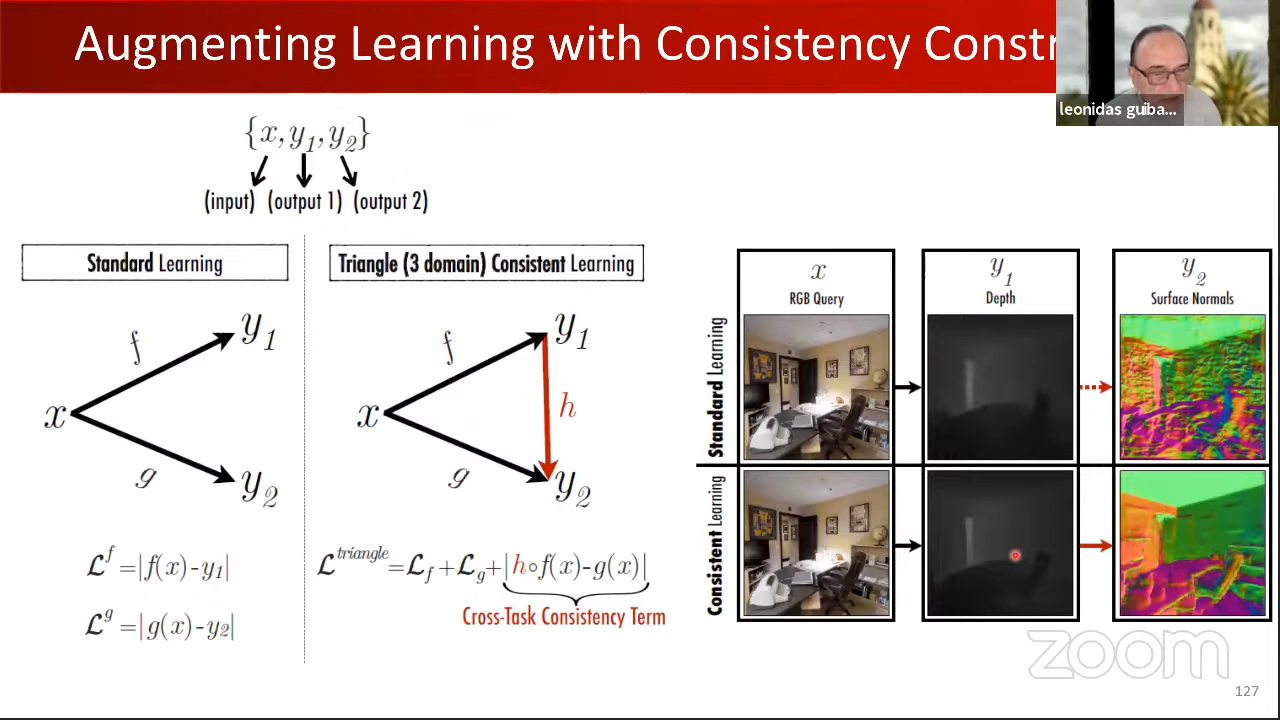 Augmenting Learning with Consistency Constr
leonidas guiba...
{x, y₁, y₂}
(input) (output 1) (output 2)
Standard Learning
f
y₁
x
g
y₂
ℒᶠ=|f(x)-y₁|
ℒᵍ=|g(x)-y₂|
Triangle (3 domain) Consistent Learning
f
y₁
x
h
g
y₂
ℒᵗʳⁱᵃⁿᵍˡᵉ=ℒf+ℒg+|h∘f(x)-g(x)|
Cross-Task Consistency Term
x
RGB Query
y₁
Depth
y₂
Surface Normals
Standard Learning
Consistent Learning
zoom
127